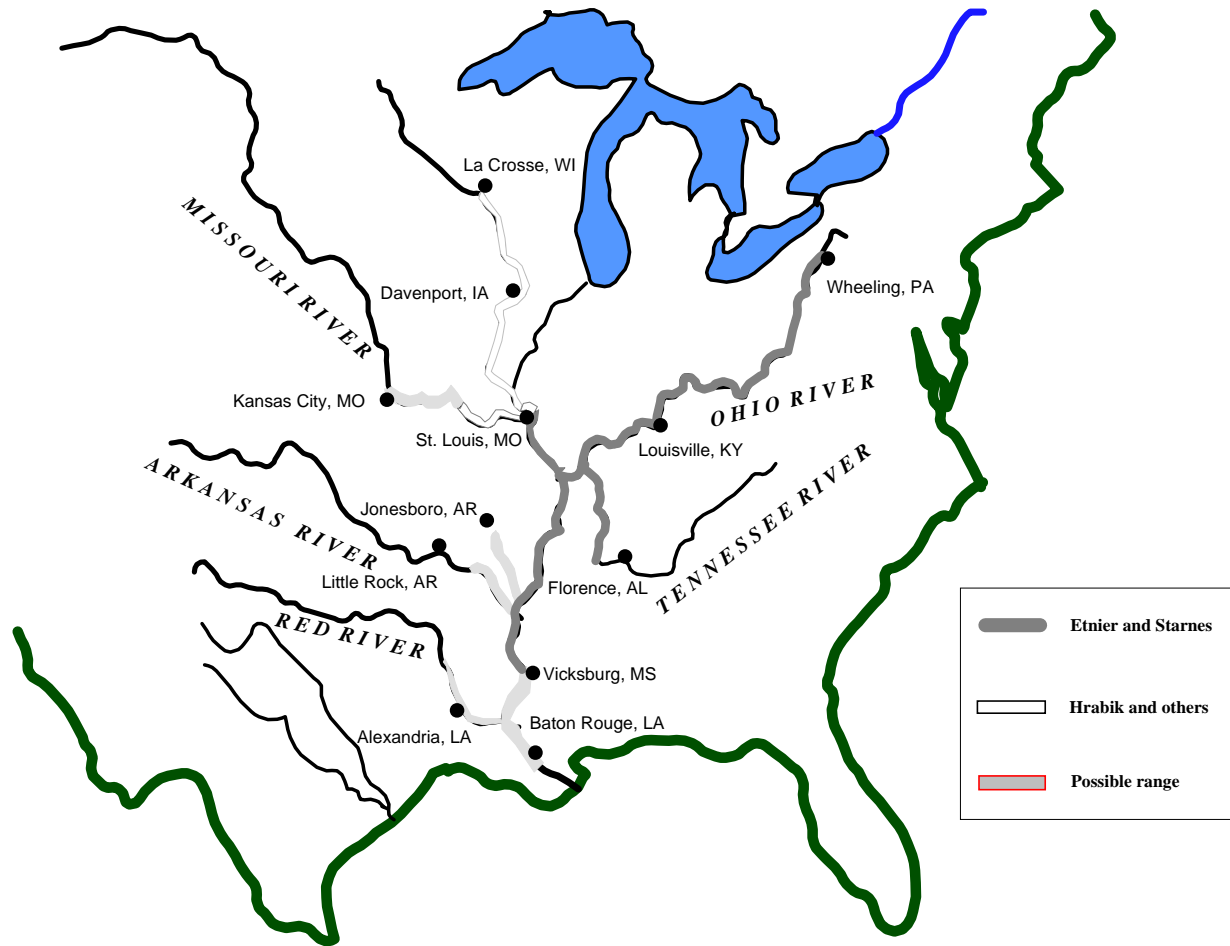 La Crosse, WI
MISSOURI RIVER
Davenport, IA
Wheeling, PA
Kansas City, MO
OHIO RIVER
St. Louis, MO
Louisville, KY
ARKANSAS RIVER
Jonesboro, AR
TENNESSEE RIVER
Little Rock, AR
Florence, AL
RED RIVER
Vicksburg, MS
Alexandria, LA
Baton Rouge, LA
Etnier and Starnes
Hrabik and others
Possible range